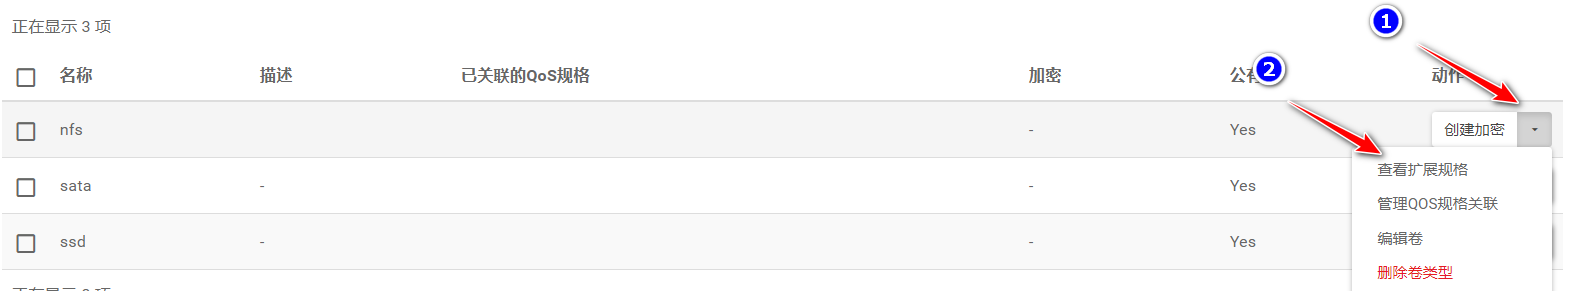 正在显示 3 项
1
2
名称 描述 已关联的QoS规格 加密 公有 动作
nfs - Yes 创建加密
查看扩展规格
sata - - Yes
管理QOS规格关联
编辑卷
ssd - - Yes
删除卷类型